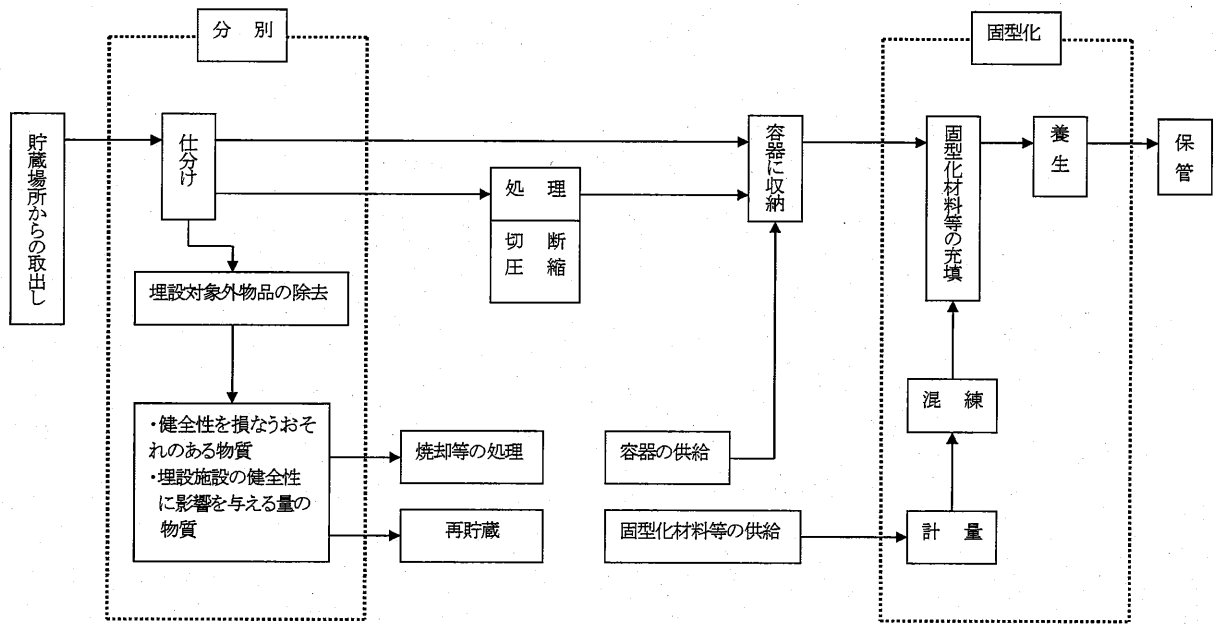 分 別
固型化
貯蔵場所からの取出し
仕分け
処 理
切 断
圧 縮
容器に収納
固型化材料等の充填
養生
保管
埋設対象外物品の除去
・健全性を損なうおそ
れのある物質
・埋設施設の健全性
に影響を与える量の
物質
焼却等の処理
再貯蔵
容器の供給
固型化材料等の供給
混 練
計 量